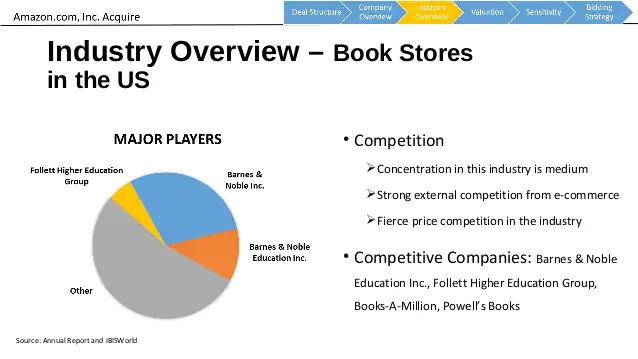 Amazon.com, Inc. Acquire
Deal Structure
Company
Overview
Industry
Overview
Valuation
Sensitivity
Bidding
Strategy
Industry Overview – Book Stores
in the US
MAJOR PLAYERS
Follett Higher Education
Group
Barnes &
Noble Inc.
Barnes & Noble
Education Inc.
Other
• Competition
➢Concentration in this industry is medium
➢Strong external competition from e-commerce
➢Fierce price competition in the industry
• Competitive Companies: Barnes & Noble
Education Inc., Follett Higher Education Group,
Books-A-Million, Powell's Books
Source: Annual Report and IBISWorld